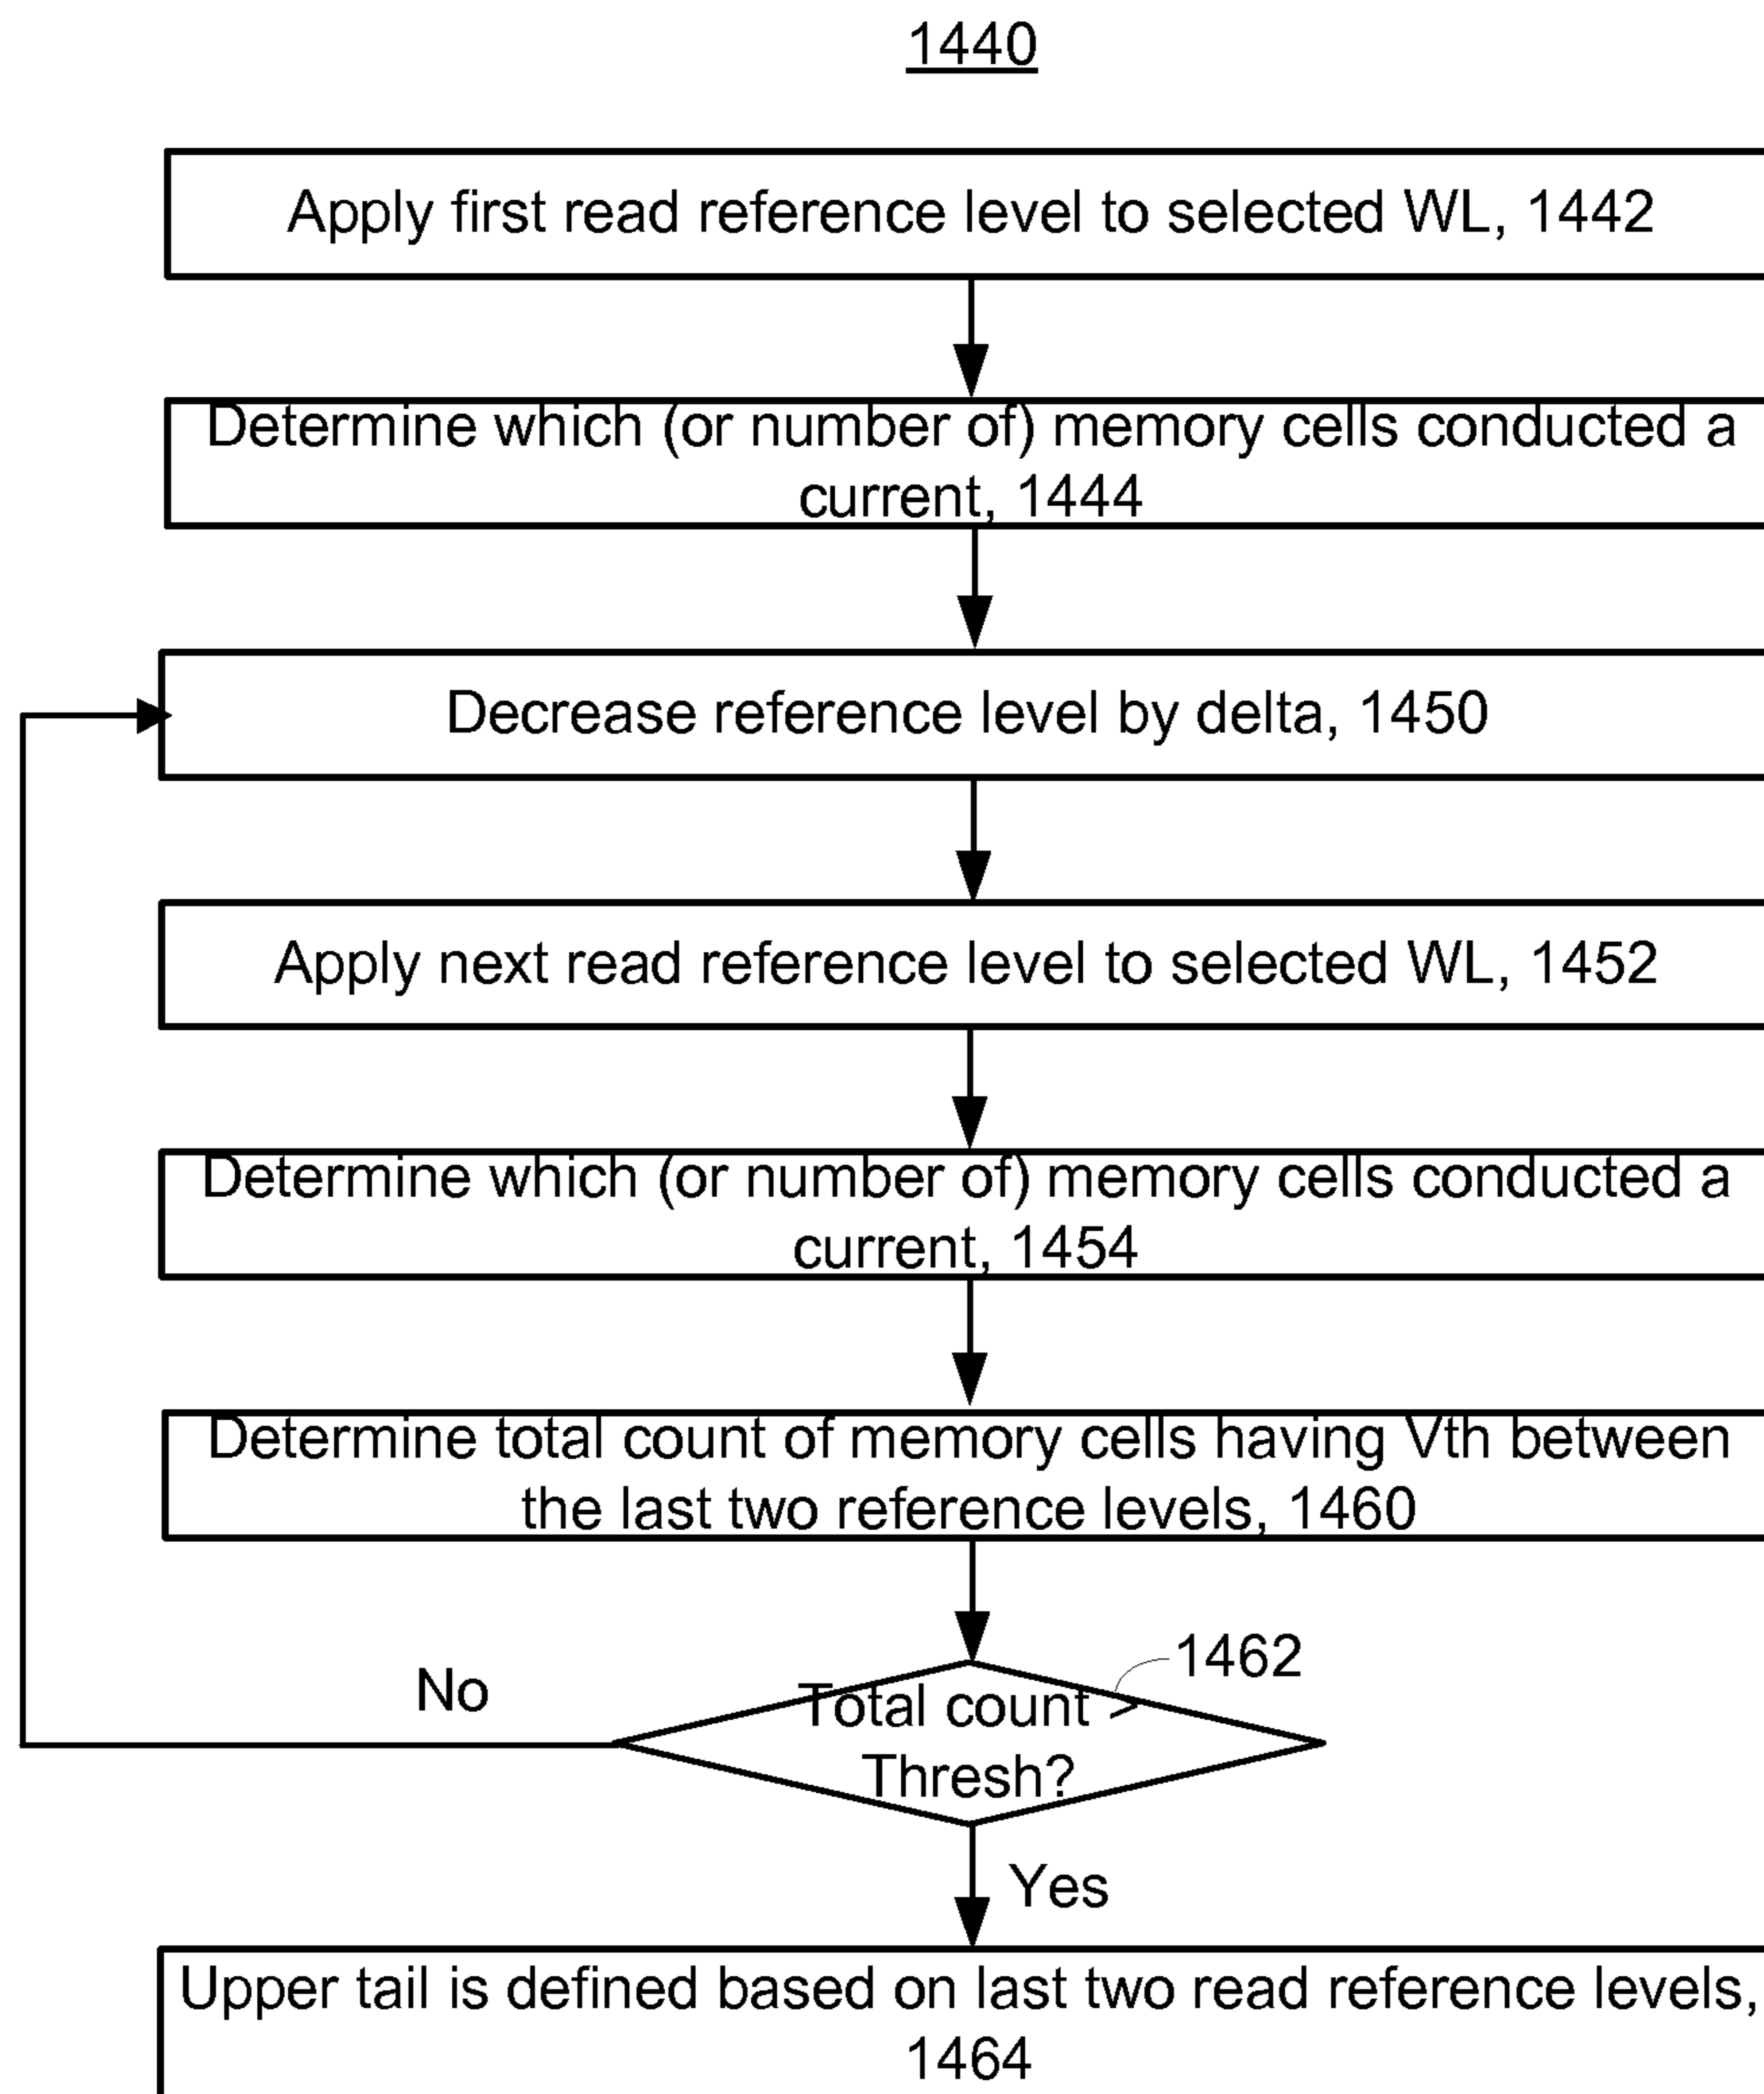 1440
Apply first read reference level to selected WL, 1442
Determine which (or number of) memory cells conducted a
current, 1444
Decrease reference level by delta, 1450
Apply next read reference level to selected WL, 1452
Determine which (or number of) memory cells conducted a
current, 1454
Determine total count of memory cells having Vth between
the last two reference levels, 1460
1462
No
Total count >
Thresh?
Yes
Upper tail is defined based on last two read reference levels,
1464